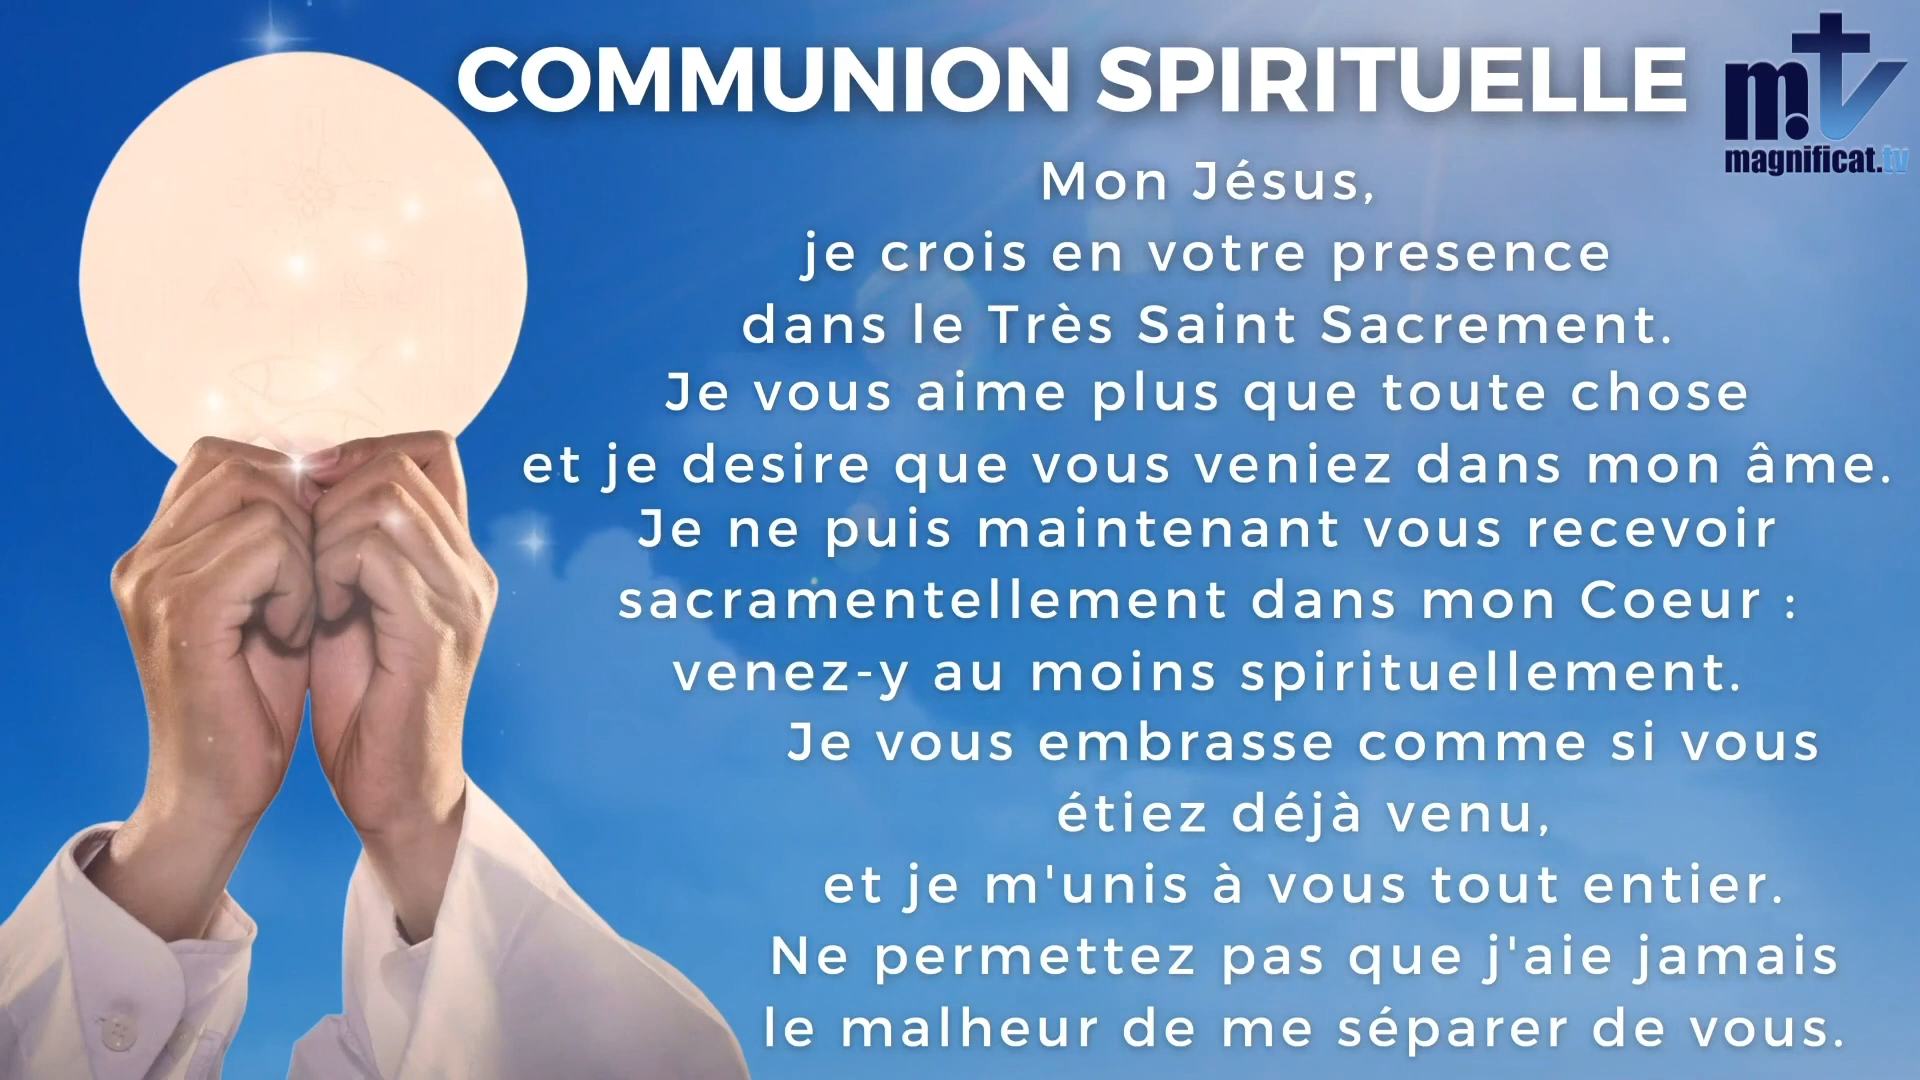 COMMUNION SPIRITUELLE
mtv
magnificat.tv
Mon Jésus,
je crois en votre presence
dans le Très Saint Sacrement.
Je vous aime plus que toute chose
et je desire que vous veniez dans mon âme.
Je ne puis maintenant vous recevoir
sacramentellement dans mon Coeur :
venez-y au moins spirituellement.
Je vous embrasse comme si vous
étiez déjà venu,
et je m'unis à vous tout entier.
Ne permettez pas que j'aie jamais
le malheur de me séparer de vous.